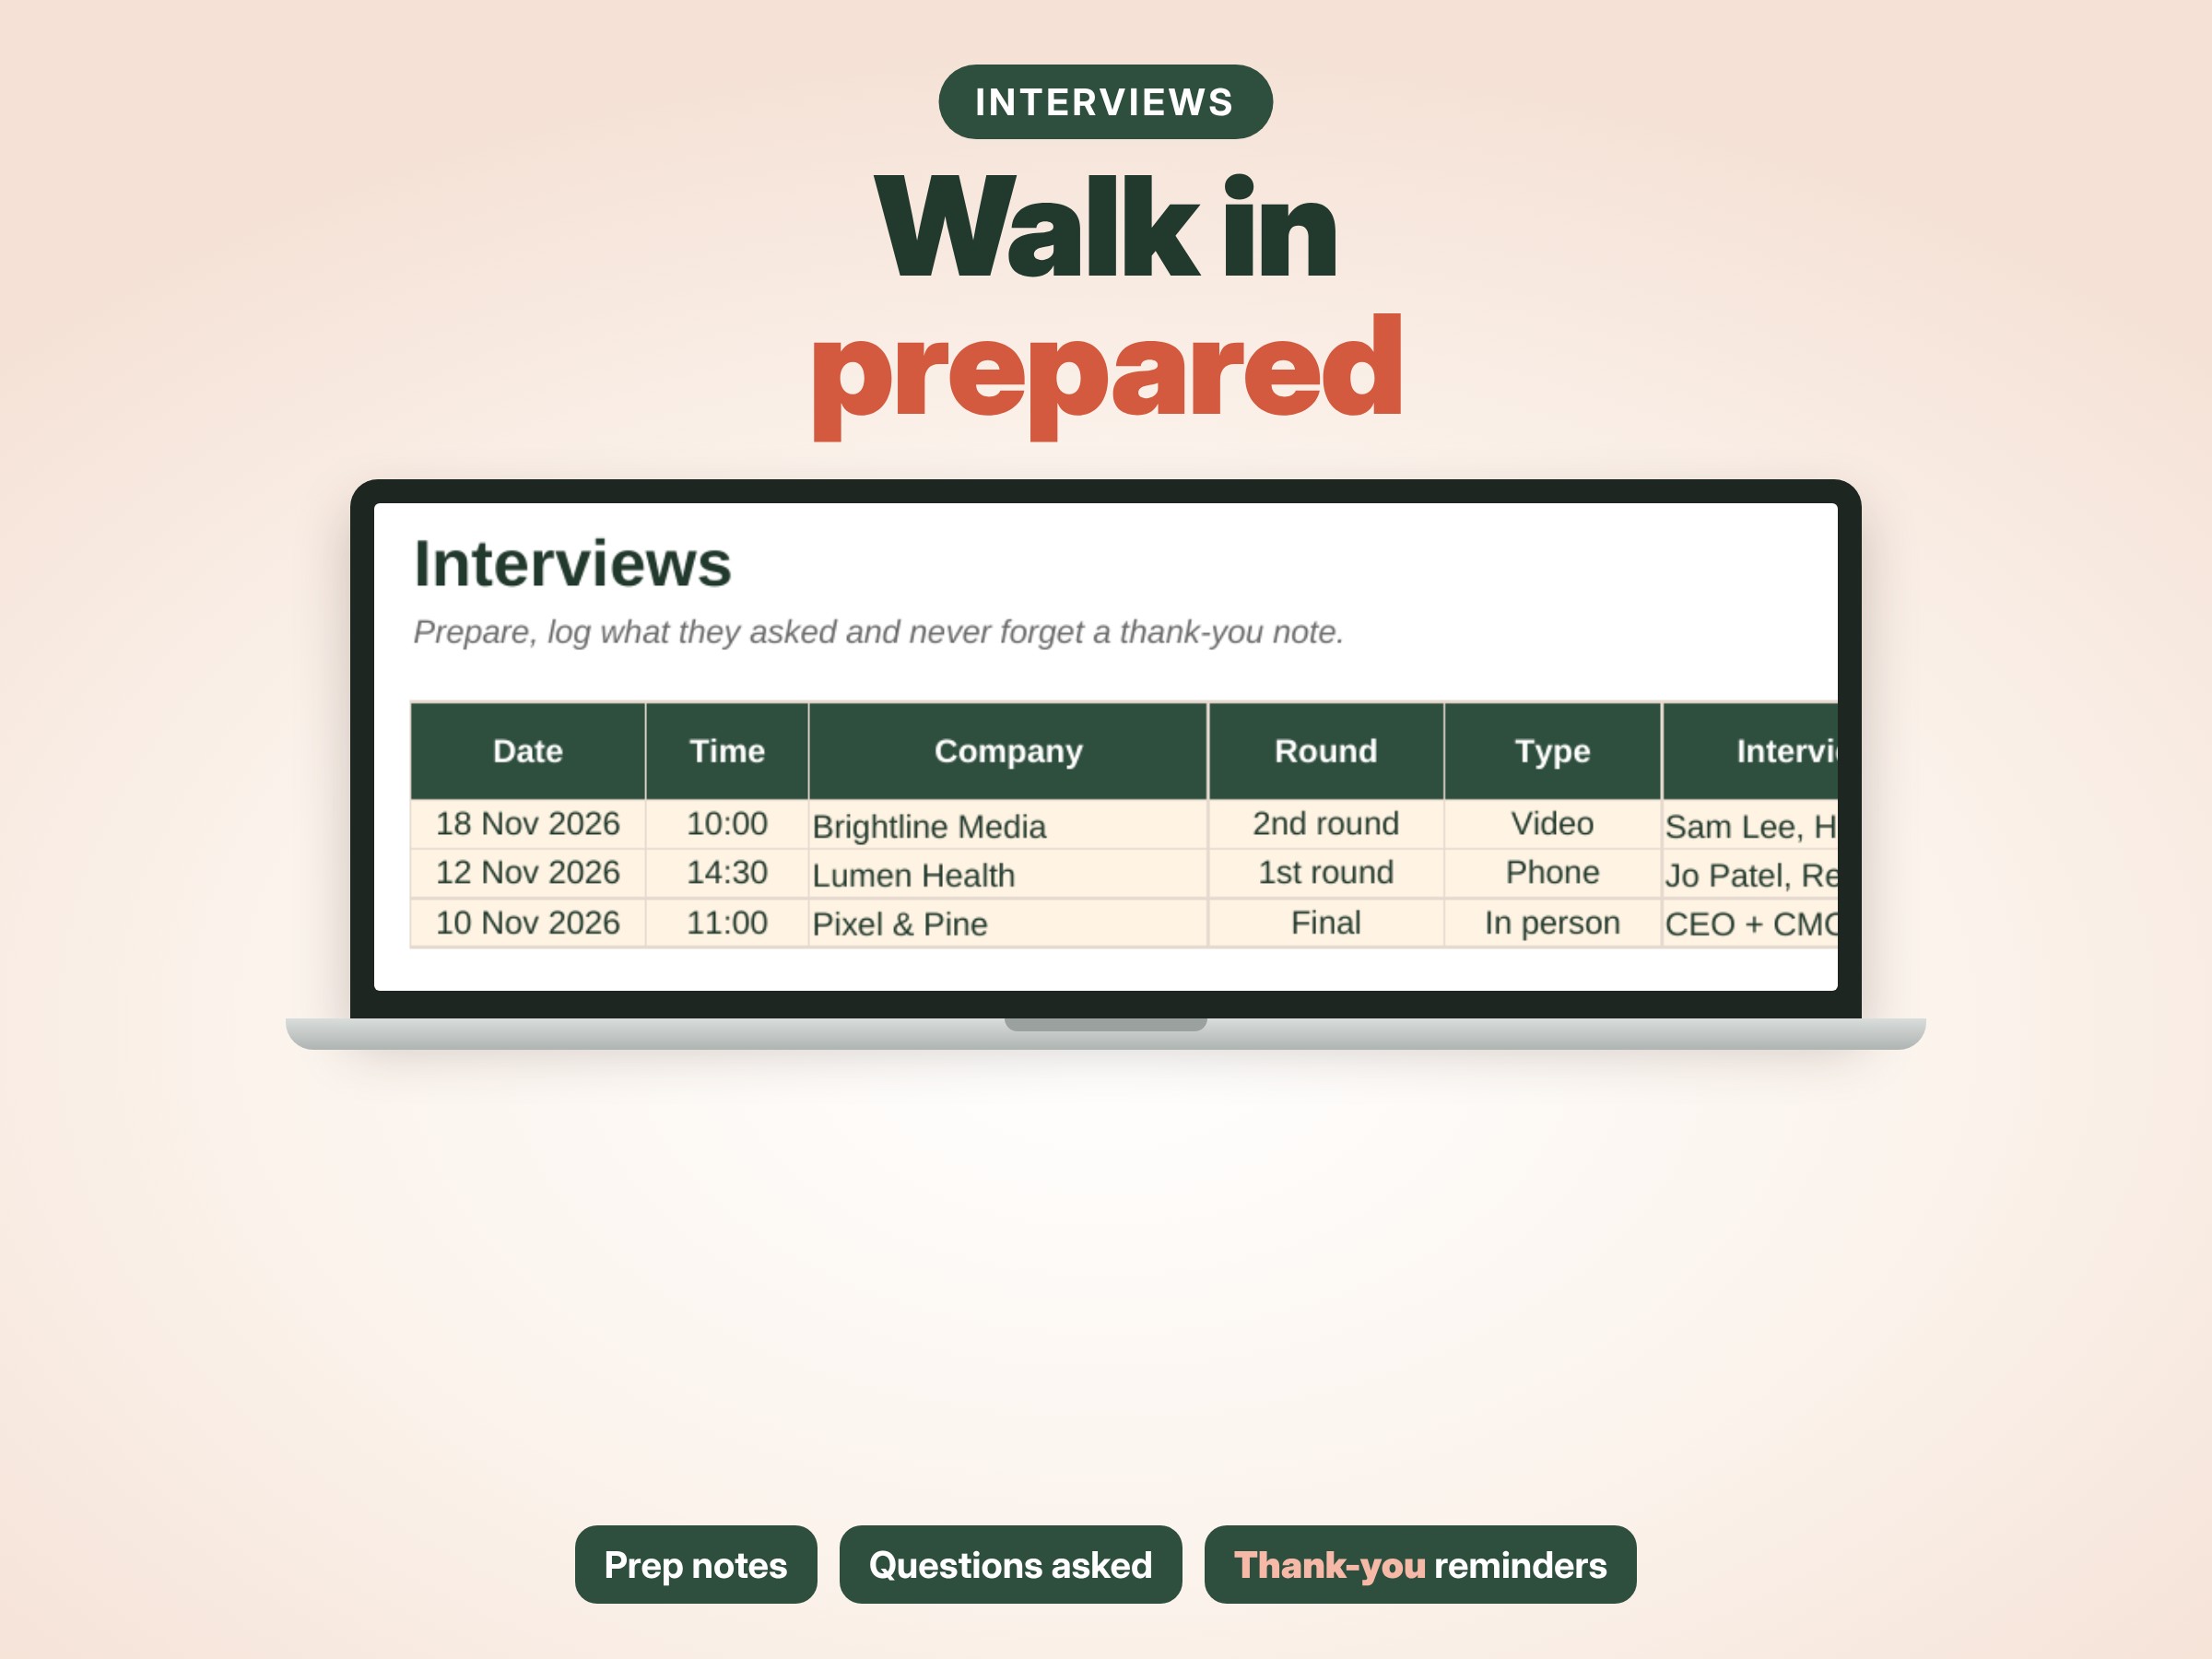 INTERVIEWS
Walk in
prepared
Interviews
Prepare, log what they asked and never forget a thank-you note.
Date Time Company Round Type
18 Nov 2026 10:00 Brightline Media 2nd round Video Sam Lee,
12 Nov 2026 14:30 Lumen Health 1st round Phone Jo Patel,
10 Nov 2026 11:00 Pixel & Pine Final In person CEO +
Prep notes Questions asked Thank-you reminders